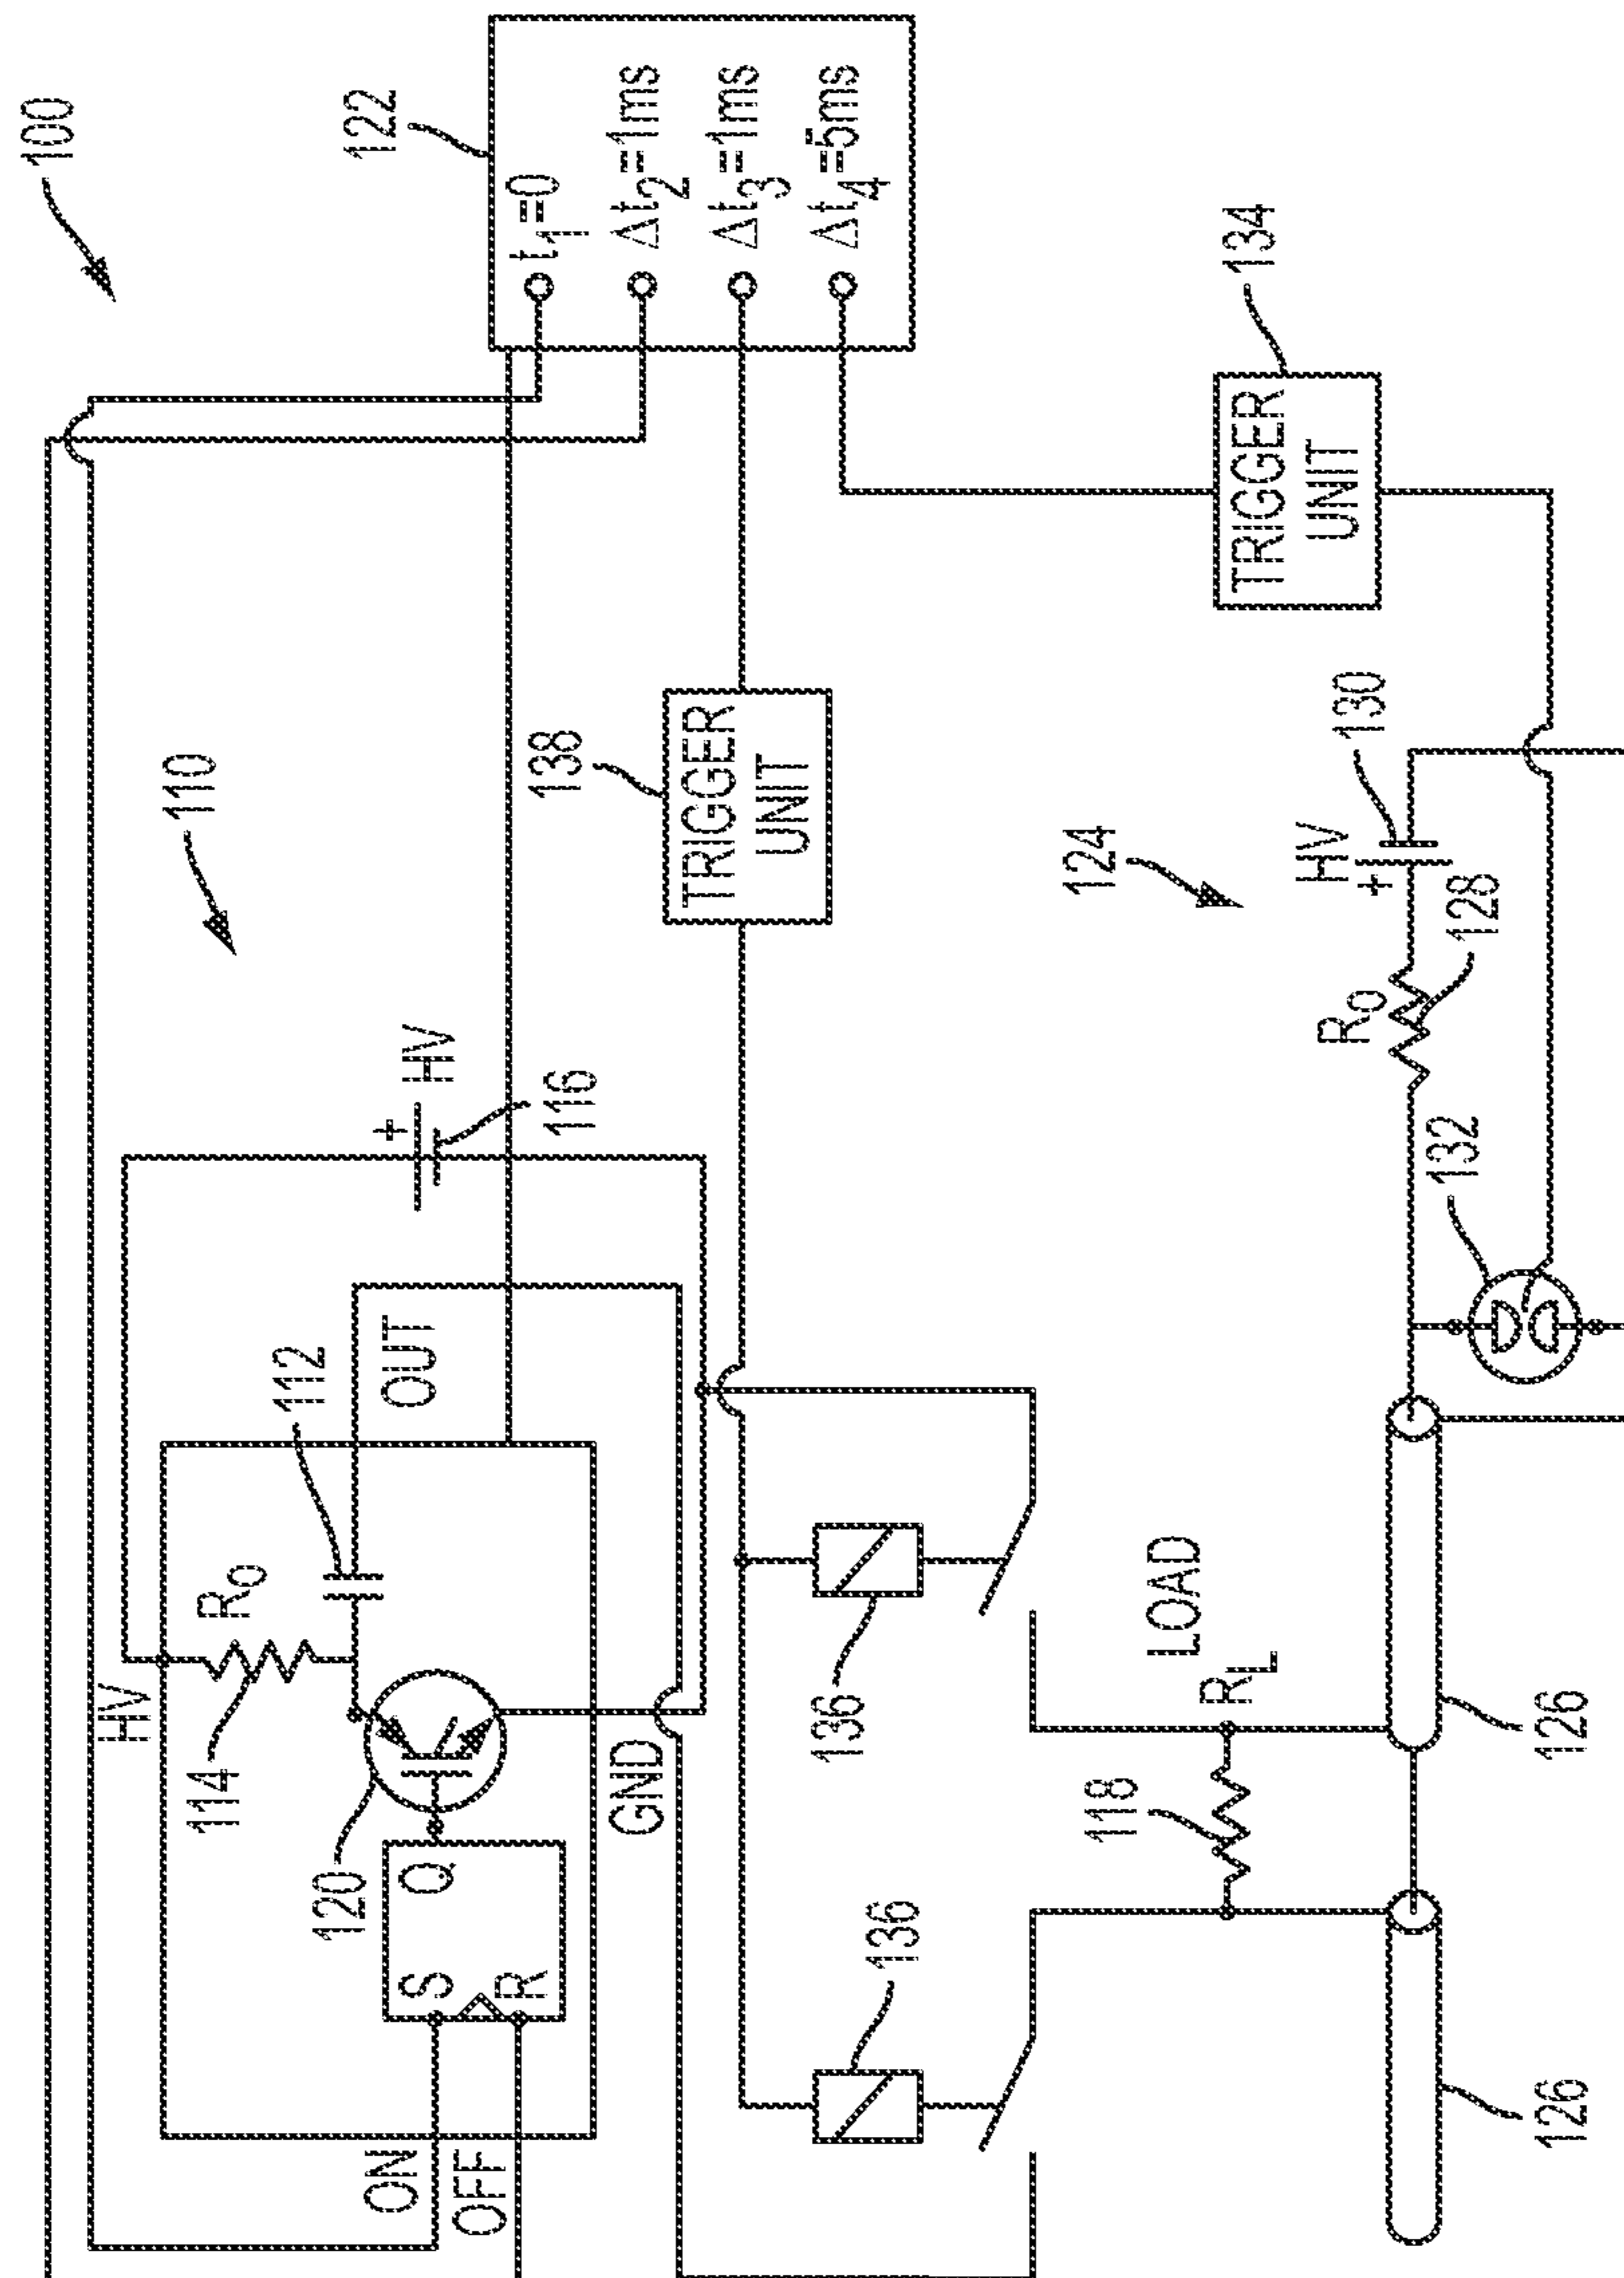 100
122
t1=0
Δt2=1ms
Δt3=1ms
Δt4=5ms
134
TRIGGER
UNIT
110
138
TRIGGER
UNIT
124
HV
+
130
R0
128
132
+
HV
116
OUT
112
R0
HV
114
120
GND
S
Q
R
ON
OFF
136
136
LOAD
RL
118
126
126